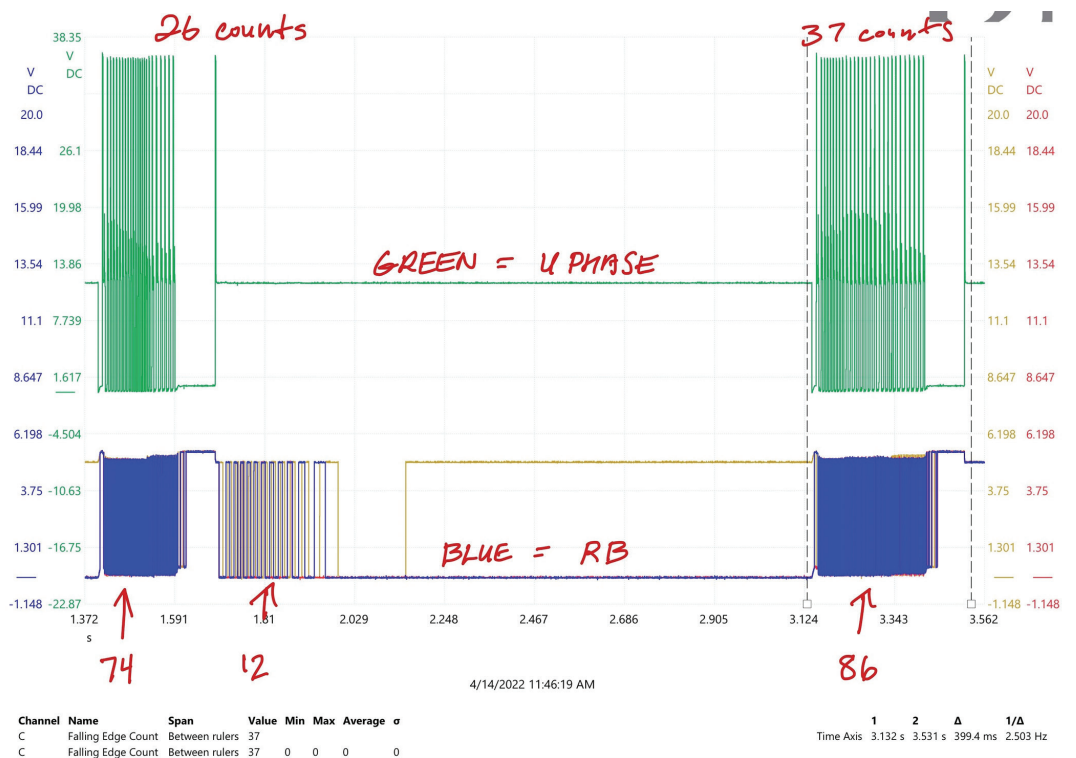 26 counts
37 counts
38.35
V
DC
V
DC
20.0
18.44 26.1
15.99 19.98
13.54 13.86
11.1 7.739
8.647 1.617
6.198 -4.504
3.75 -10.63
1.301 -16.75
-1.148 -22.87
V V
DC DC
20.0 20.0
18.44 18.44
15.99 15.99
13.54 13.54
11.1 11.1
8.647 8.647
6.198 6.198
3.75 3.75
1.301 1.301
-1.148 -1.148
GREEN = U PHASE
BLUE = RB
1.372 1.591 1.81 2.029 2.248 2.467 2.686 2.905 3.124 3.343 3.562
s
74 12 86
4/14/2022 11:46:19 AM
Channel Name Span Value Min Max Average σ
C Falling Edge Count Between rulers 37
C Falling Edge Count Between rulers 37 0 0 0 0
1 2 Δ 1/Δ
Time Axis 3.132 s 3.531 s 399.4 ms 2.503 Hz